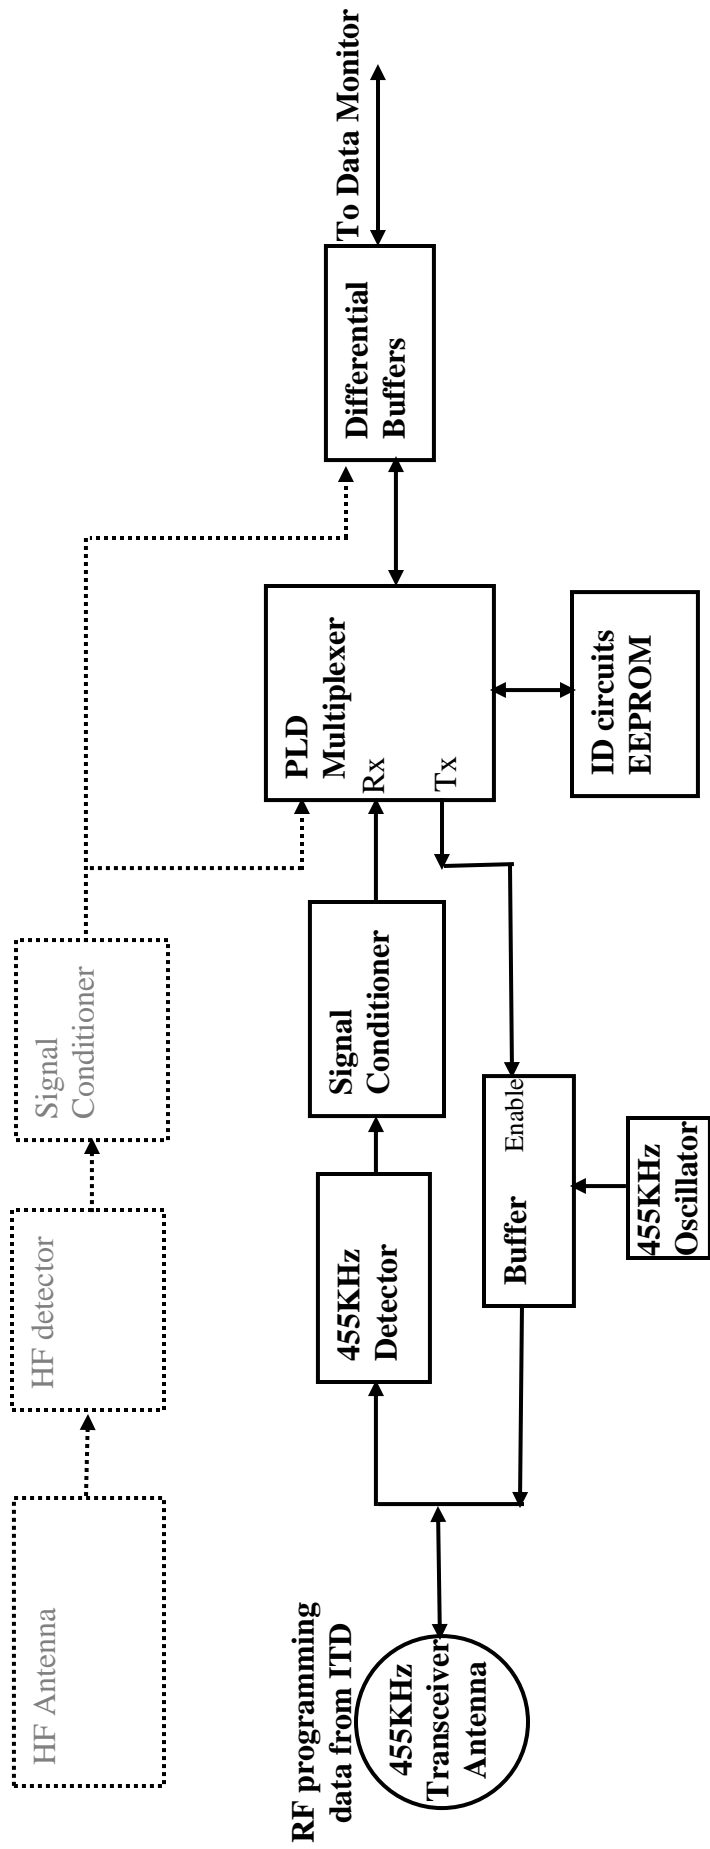 HF Antenna
HF detector
Signal
Conditioner
RF programming
data from ITD
455KHz
Transceiver
Antenna
455KHz
Detector
Signal
Conditioner
PLD
Multiplexer
Rx
Tx
Differential
Buffers
To Data Monitor
Buffer
Enable
455KHz
Oscillator
ID circuits
EEPROM